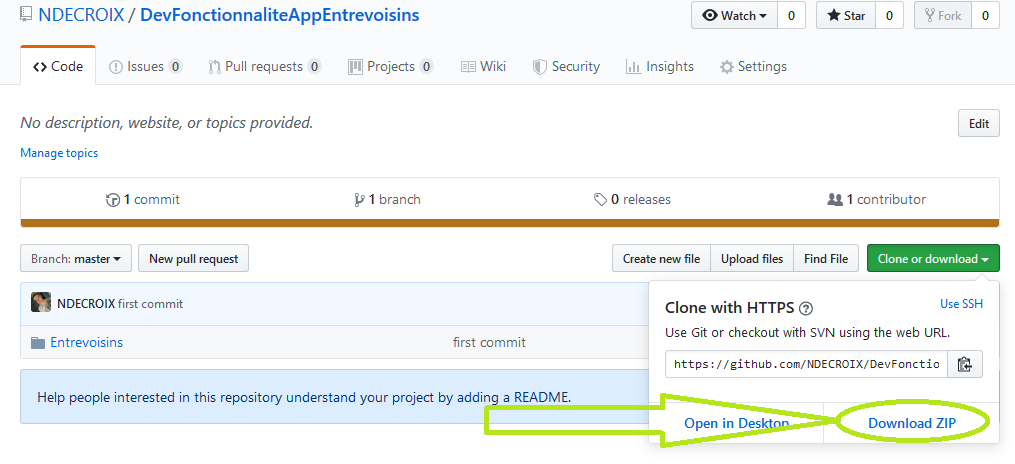 NDECROIX / DevFonctionnaliteAppEntrevoisins
Watch 0 Star 0 Fork 0
Code Issues 0 Pull requests 0 Projects 0 Wiki Security Insights Settings
No description, website, or topics provided.
Edit
Manage topics
1 commit 1 branch 0 releases 1 contributor
Branch: master New pull request Create new file Upload files Find File Clone or download
NDECROIX first commit
Entrevoisins first commit
Help people interested in this repository understand your project by adding a README.
Clone with HTTPS ? Use SSH
Use Git or checkout with SVN using the web URL.
https://github.com/NDECROIX/DevFonctio
Open in Desktop Download ZIP